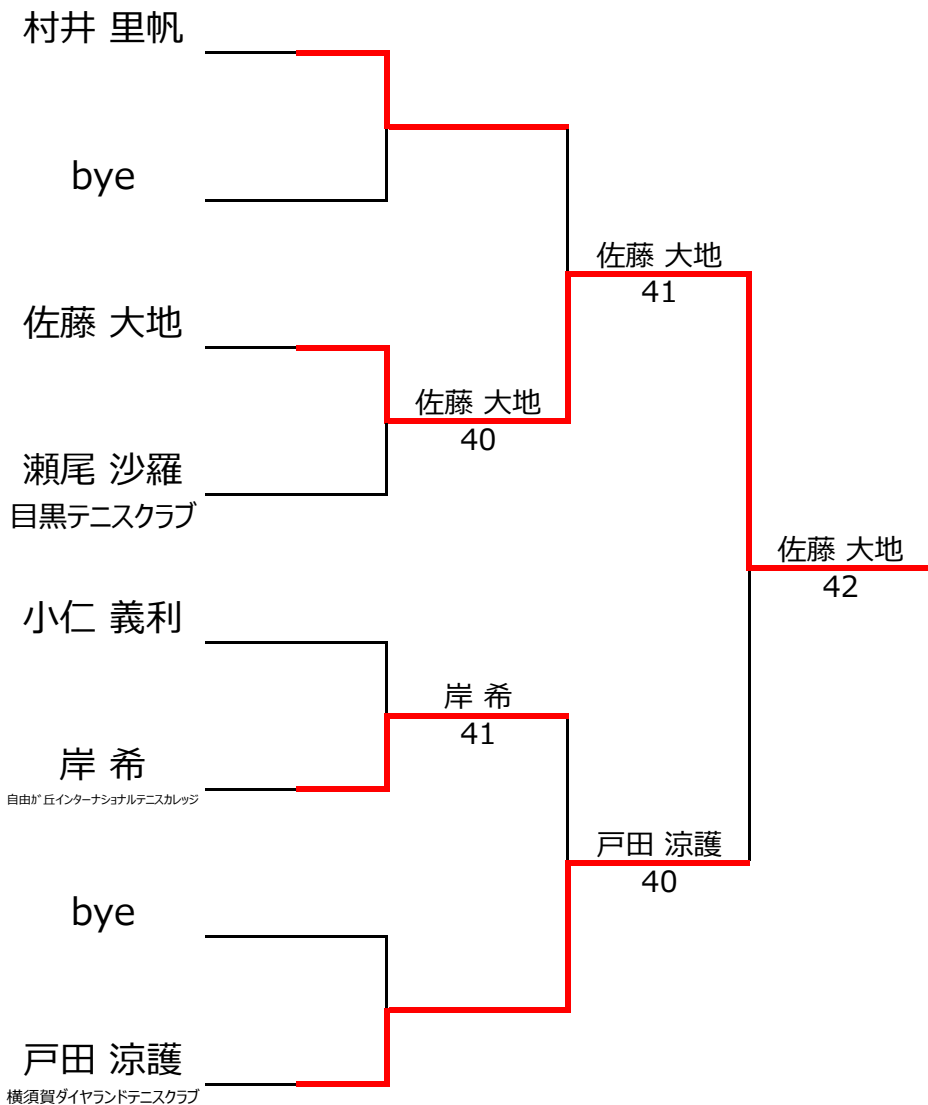 村井 里帆
bye
佐藤 大地
41
佐藤 大地
佐藤 大地
40
瀬尾 沙羅
目黒テニスクラブ
佐藤 大地
42
小仁 義利
岸 希
41
岸 希
自由が丘インターナショナルテニスカレッジ
戸田 涼護
40
bye
戸田 涼護
横須賀ダイヤランドテニスクラブ